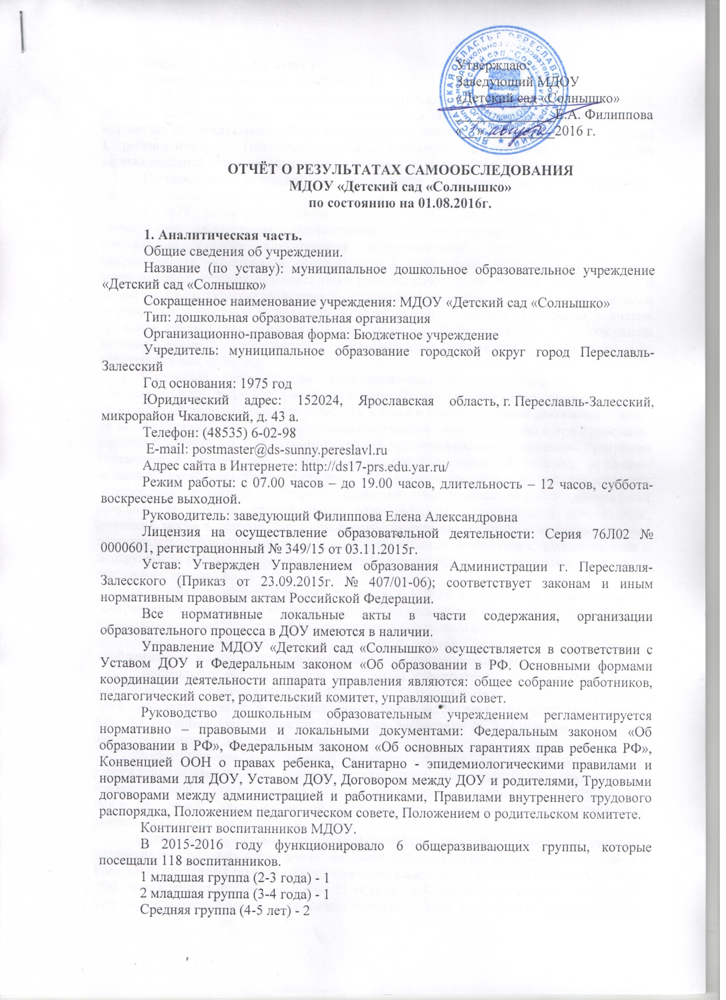 Утверждаю:
Заведующий МДОУ
«Детский сад «Солнышко»
Е.А. Филиппова
«1» августа 2016 г.
ОТЧЁТ О РЕЗУЛЬТАТАХ САМООБСЛЕДОВАНИЯ
МДОУ «Детский сад «Солнышко»
по состоянию на 01.08.2016г.
1. Аналитическая часть.
Общие сведения об учреждении.
Название (по уставу): муниципальное дошкольное образовательное учреждение
«Детский сад «Солнышко»
Сокращенное наименование учреждения: МДОУ «Детский сад «Солнышко»
Тип: дошкольная образовательная организация
Организационно-правовая форма: Бюджетное учреждение
Учредитель: муниципальное образование городской округ город Переславль-
Залесский
Год основания: 1975 год
Юридический адрес: 152024, Ярославская область, г. Переславль-Залесский,
микрорайон Чкаловский, д. 43 а.
Телефон: (48535) 6-02-98
E-mail: postmaster@ds-sunny.pereslavl.ru
Адрес сайта в Интернете: http://ds17-prs.edu.yar.ru/
Режим работы: с 07.00 часов – до 19.00 часов, длительность – 12 часов, суббота-
воскресенье выходной.
Руководитель: заведующий Филиппова Елена Александровна
Лицензия на осуществление образовательной деятельности: Серия 76Л02 №
0000601, регистрационный № 349/15 от 03.11.2015г.
Устав: Утвержден Управлением образования Администрации г. Переславля-
Залесского (Приказ от 23.09.2015г. № 407/01-06); соответствует законам и иным
нормативным правовым актам Российской Федерации.
Все нормативные локальные акты в части содержания, организации
образовательного процесса в ДОУ имеются в наличии.
Управление МДОУ «Детский сад «Солнышко» осуществляется в соответствии с
Уставом ДОУ и Федеральным законом «Об образовании в РФ. Основными формами
координации деятельности аппарата управления являются: общее собрание работников,
педагогический совет, родительский комитет, управляющий совет.
Руководство дошкольным образовательным учреждением регламентируется
нормативно – правовыми и локальными документами: Федеральным законом «Об
образовании в РФ», Федеральным законом «Об основных гарантиях прав ребенка РФ»,
Конвенцией ООН о правах ребенка, Санитарно - эпидемиологическими правилами и
нормативами для ДОУ, Уставом ДОУ, Договором между ДОУ и родителями, Трудовыми
договорами между администрацией и работниками, Правилами внутреннего трудового
распорядка, Положением педагогическом совете, Положением о родительском комитете.
Контингент воспитанников МДОУ.
В 2015-2016 году функционировало 6 общеразвивающих группы, которые
посещали 118 воспитанников.
1 младшая группа (2-3 года) - 1
2 младшая группа (3-4 года) - 1
Средняя группа (4-5 лет) - 2